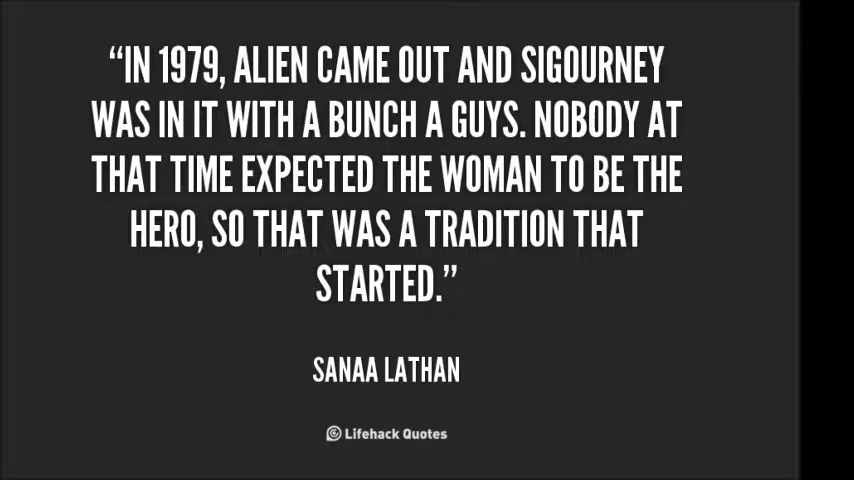 “IN 1979, ALIEN CAME OUT AND SIGOURNEY
WAS IN IT WITH A BUNCH A GUYS. NOBODY AT
THAT TIME EXPECTED THE WOMAN TO BE THE
HERO, SO THAT WAS A TRADITION THAT
STARTED.”
SANAA LATHAN
Lifehack Quotes